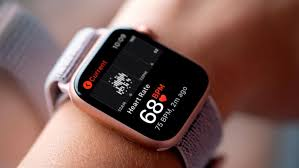 10:09
Current
Heart Rate
68 BPM
75 BPM, 2m ago